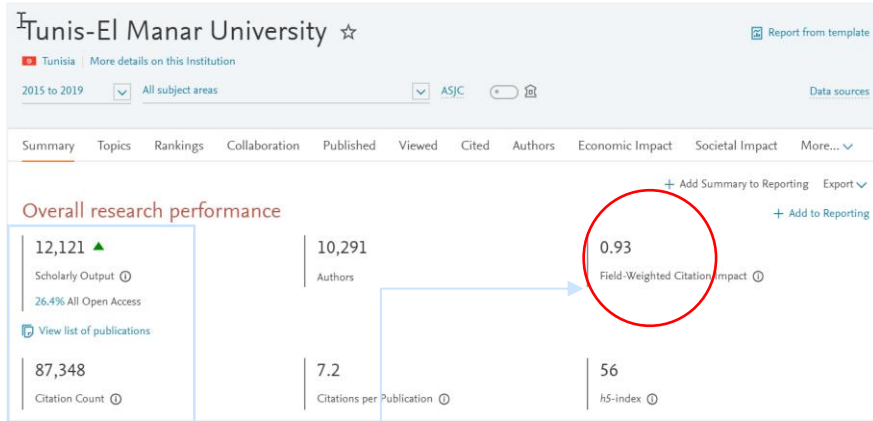 Tunis-El Manar University
Report from template
Tunisia | More details on this Institution
2015 to 2019 All subject areas ASJC Data sources
Summary Topics Rankings Collaboration Published Viewed Cited Authors Economic Impact Societal Impact More...
+ Add Summary to Reporting Export
Overall research performance
+ Add to Reporting
12,121 10,291 0.93
Scholarly Output Authors Field-Weighted Citation Impact
26.4% All Open Access
View list of publications
87,348 7.2 56
Citation Count Citations per Publication h5-index